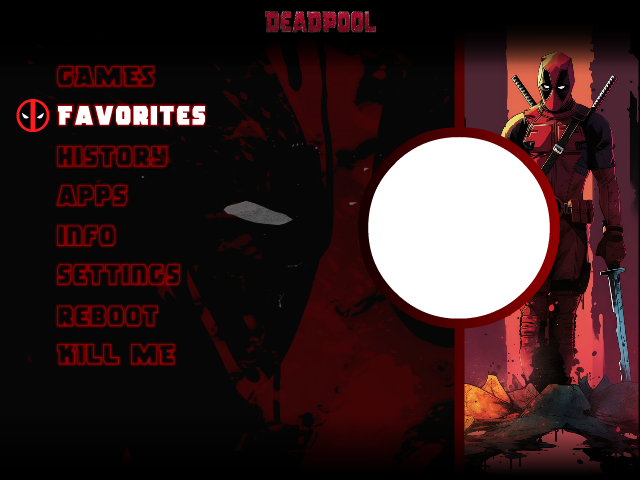 DEADPOOL
GAMES
FAVORITES
HISTORY
APPS
INFO
SETTINGS
REBOOT
KILL ME